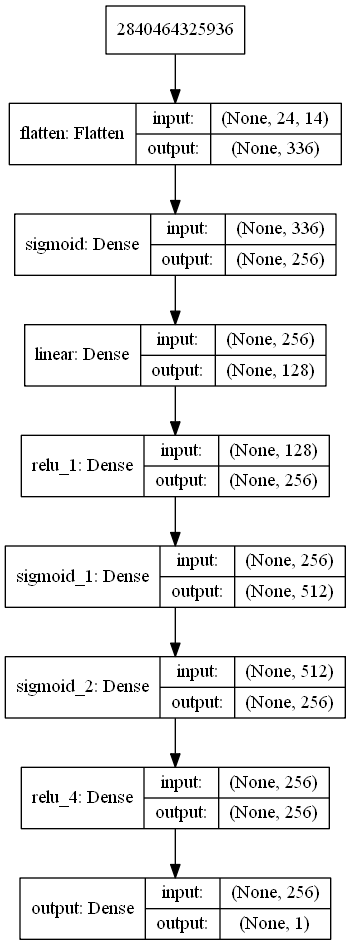 2840464325936
flatten: Flatten
input: (None, 24, 14)
output: (None, 336)
sigmoid: Dense
input: (None, 336)
output: (None, 256)
linear: Dense
input: (None, 256)
output: (None, 128)
relu_1: Dense
input: (None, 128)
output: (None, 256)
sigmoid_1: Dense
input: (None, 256)
output: (None, 512)
sigmoid_2: Dense
input: (None, 512)
output: (None, 256)
relu_4: Dense
input: (None, 256)
output: (None, 256)
output: Dense
input: (None, 256)
output: (None, 1)